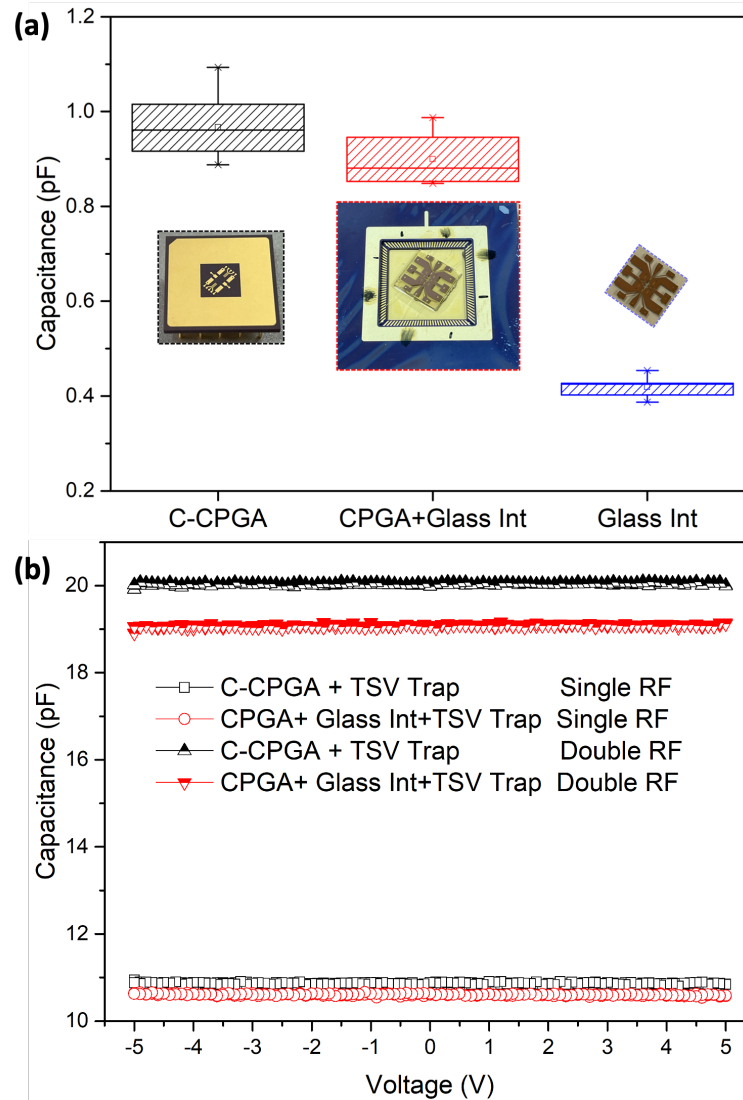 (a)
1.2
1.0
0.8
0.6
0.4
0.2
Capacitance (pF)
C-CPGA CPGA+Glass Int Glass Int
(b)
20
18
16
14
12
11
10
Capacitance (pF)
C-CPGA + TSV Trap Single RF
CPGA+ Glass Int+TSV Trap Single RF
C-CPGA + TSV Trap Double RF
CPGA+ Glass Int+TSV Trap Double RF
-5 -4 -3 -2 -1 0 1 2 3 4 5
Voltage (V)